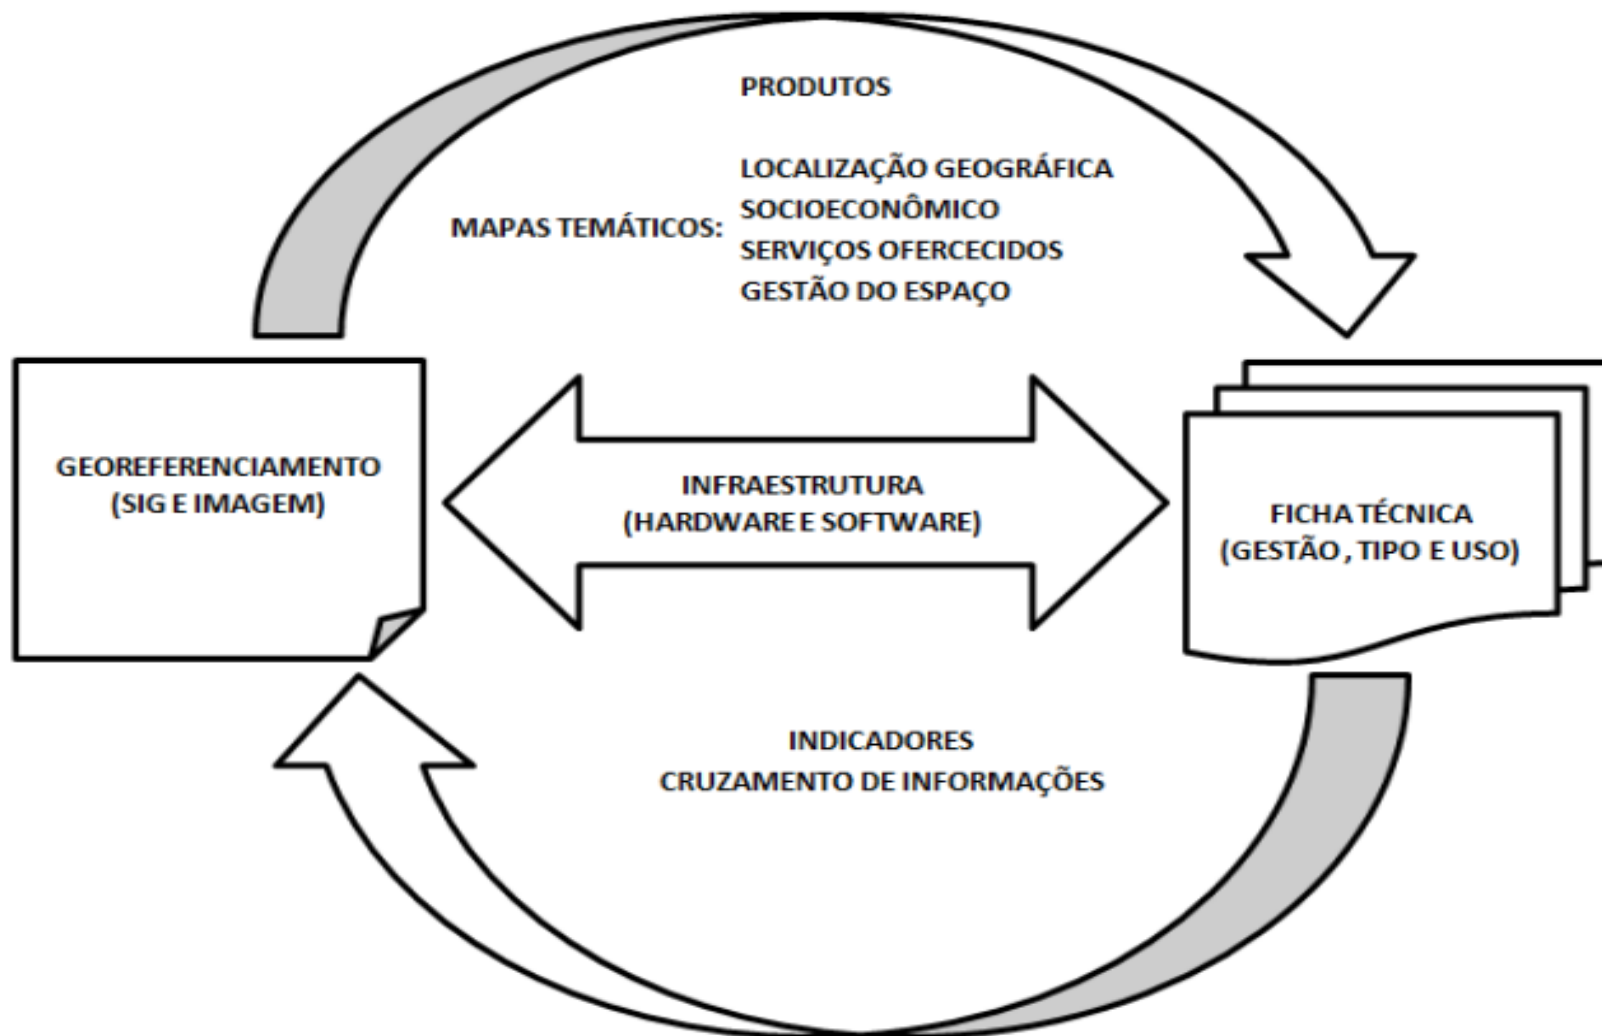 PRODUTOS
LOCALIZAÇÃO GEOGRÁFICA
SOCIOECONÔMICO
MAPAS TEMÁTICOS:
SERVIÇOS OFERCECIDOS
GESTÃO DO ESPAÇO
GEOREFERENCIAMENTO
(SIG E IMAGEM)
INFRAESTRUTURA
(HARDWARE E SOFTWARE)
FICHA TÉCNICA
(GESTÃO , TIPO E USO)
INDICADORES
CRUZAMENTO DE INFORMAÇÕES